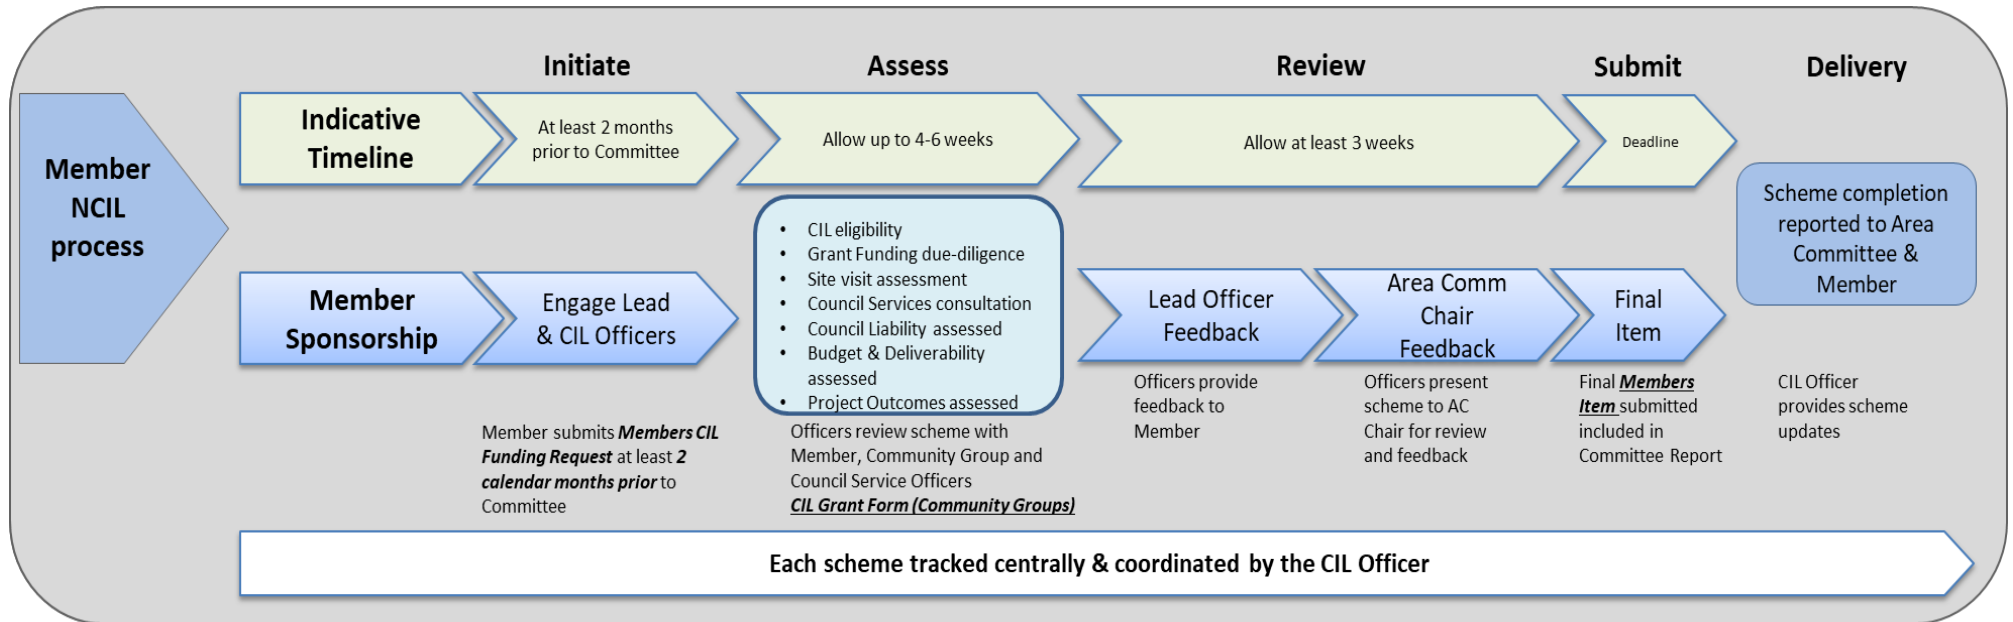 Member
NCIL
process
Initiate
Assess
Review
Submit
Delivery
Indicative
Timeline
At least 2 months
prior to Committee
Allow up to 4-6 weeks
Allow at least 3 weeks
Deadline
Member
Sponsorship
Engage Lead
& CIL Officers
• CIL eligibility
• Grant Funding due-diligence
• Site visit assessment
• Council Services consultation
• Council Liability assessed
• Budget & Deliverability
assessed
• Project Outcomes assessed
Lead Officer
Feedback
Area Comm
Chair
Feedback
Final
Item
Scheme completion
reported to Area
Committee &
Member
Member submits Members CIL
Funding Request at least 2
calendar months prior to
Committee
Officers review scheme with
Member, Community Group and
Council Service Officers
CIL Grant Form (Community Groups)
Officers provide
feedback to
Member
Officers present
scheme to AC
Chair for review
and feedback
Final Members
Item submitted
included in
Committee Report
CIL Officer
provides scheme
updates
Each scheme tracked centrally & coordinated by the CIL Officer